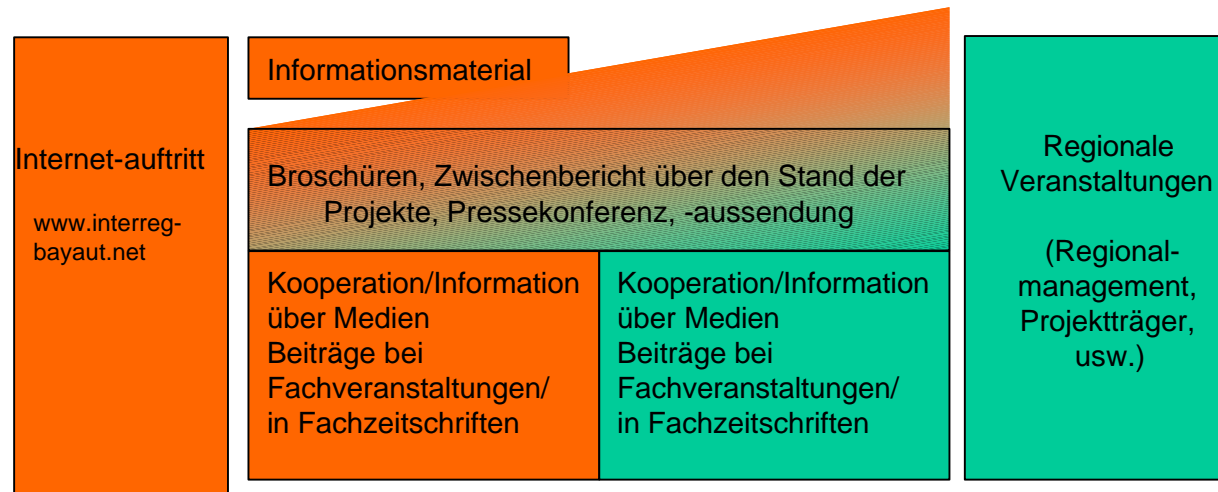 Internet-auftritt
www.interreg-
bayaut.net
Informationsmaterial
Broschüren, Zwischenbericht über den Stand der
Projekte, Pressekonferenz, -aussendung
Kooperation/Information
über Medien
Beiträge bei
Fachveranstaltungen/
in Fachzeitschriften
Kooperation/Information
über Medien
Beiträge bei
Fachveranstaltungen/
in Fachzeitschriften
Regionale
Veranstaltungen
(Regional-
management,
Projektträger,
usw.)